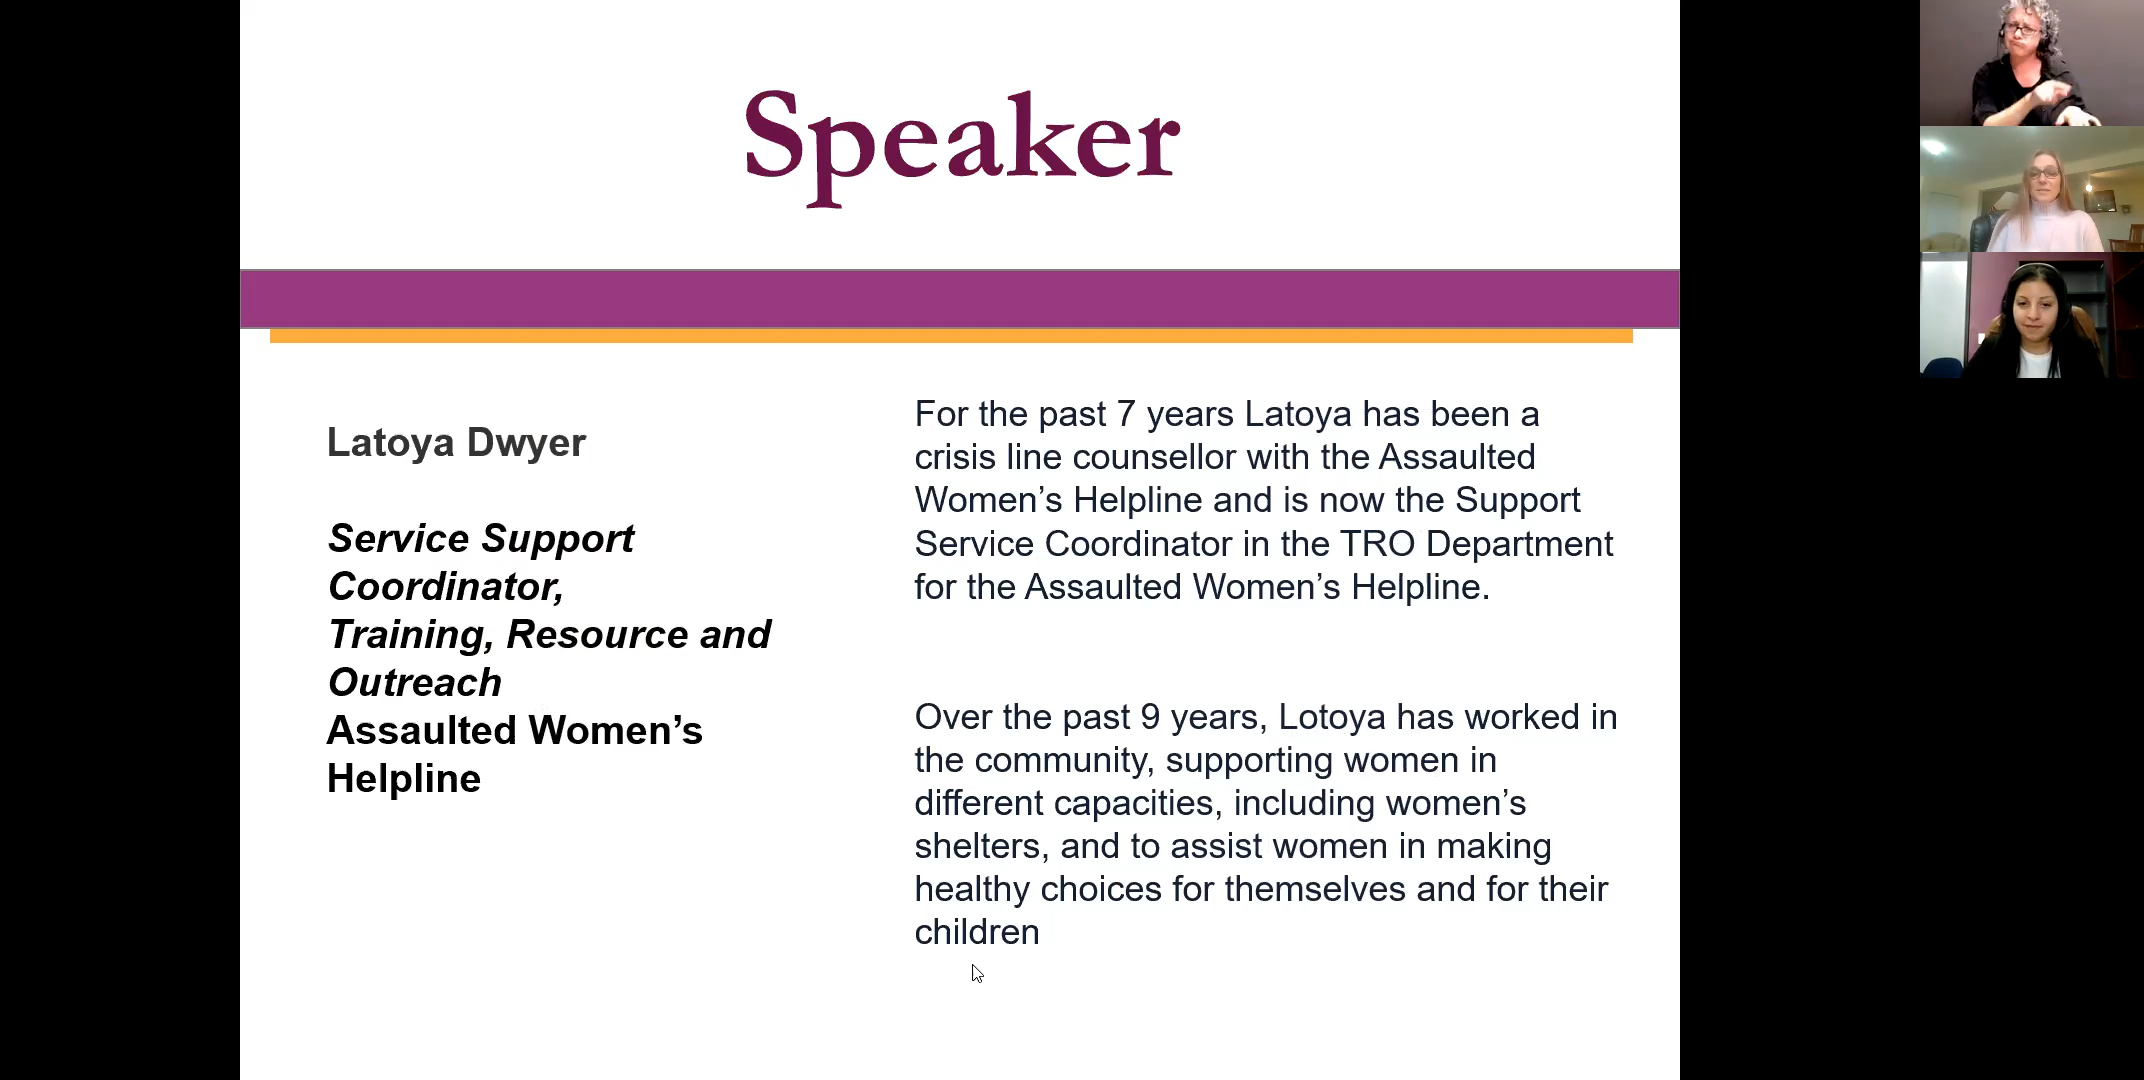 Speaker
Latoya Dwyer
Service Support
Coordinator,
Training, Resource and
Outreach
Assaulted Women’s
Helpline
For the past 7 years Latoya has been a
crisis line counsellor with the Assaulted
Women’s Helpline and is now the Support
Service Coordinator in the TRO Department
for the Assaulted Women’s Helpline.
Over the past 9 years, Lotoya has worked in
the community, supporting women in
different capacities, including women’s
shelters, and to assist women in making
healthy choices for themselves and for their
children